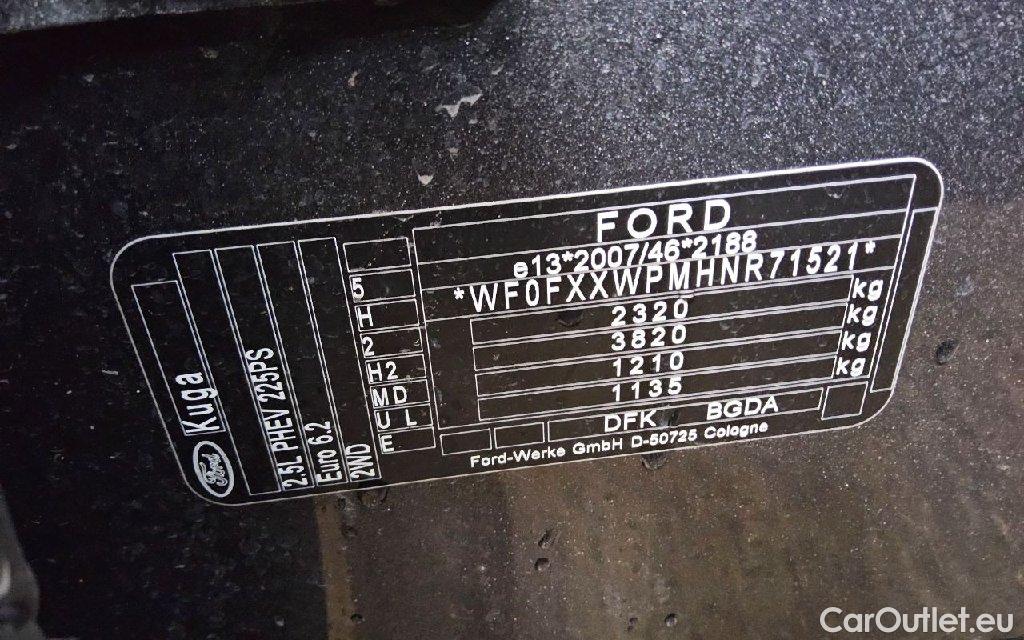 FORD
e13*2007/46*2188
*WF0FXXWPMHNR71521*
2320 kg
3820 kg
1210 kg
1135 kg
DFK BGDA
Ford-Werke GmbH D-50725 Cologne
5
H
2
H2
MD
U L
E
Ford Kuga
2.5L PHEV 225PS
Euro 6.2
2WD
CarOutlet.eu